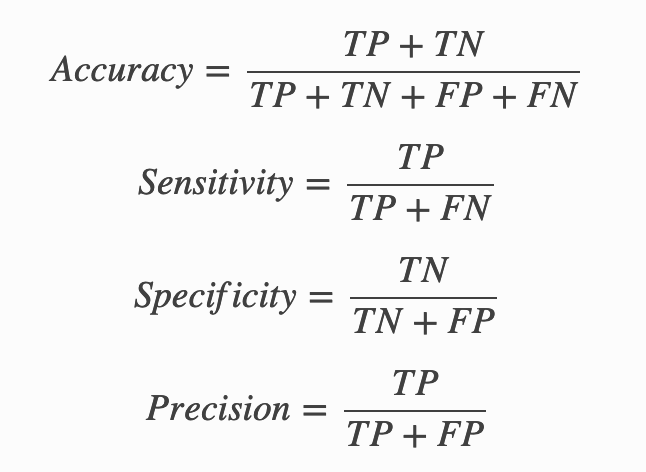 Accuracy = \frac{TP + TN}{TP + TN + FP + FN}
Sensitivity = \frac{TP}{TP + FN}
Specificity = \frac{TN}{TN + FP}
Precision = \frac{TP}{TP + FP}